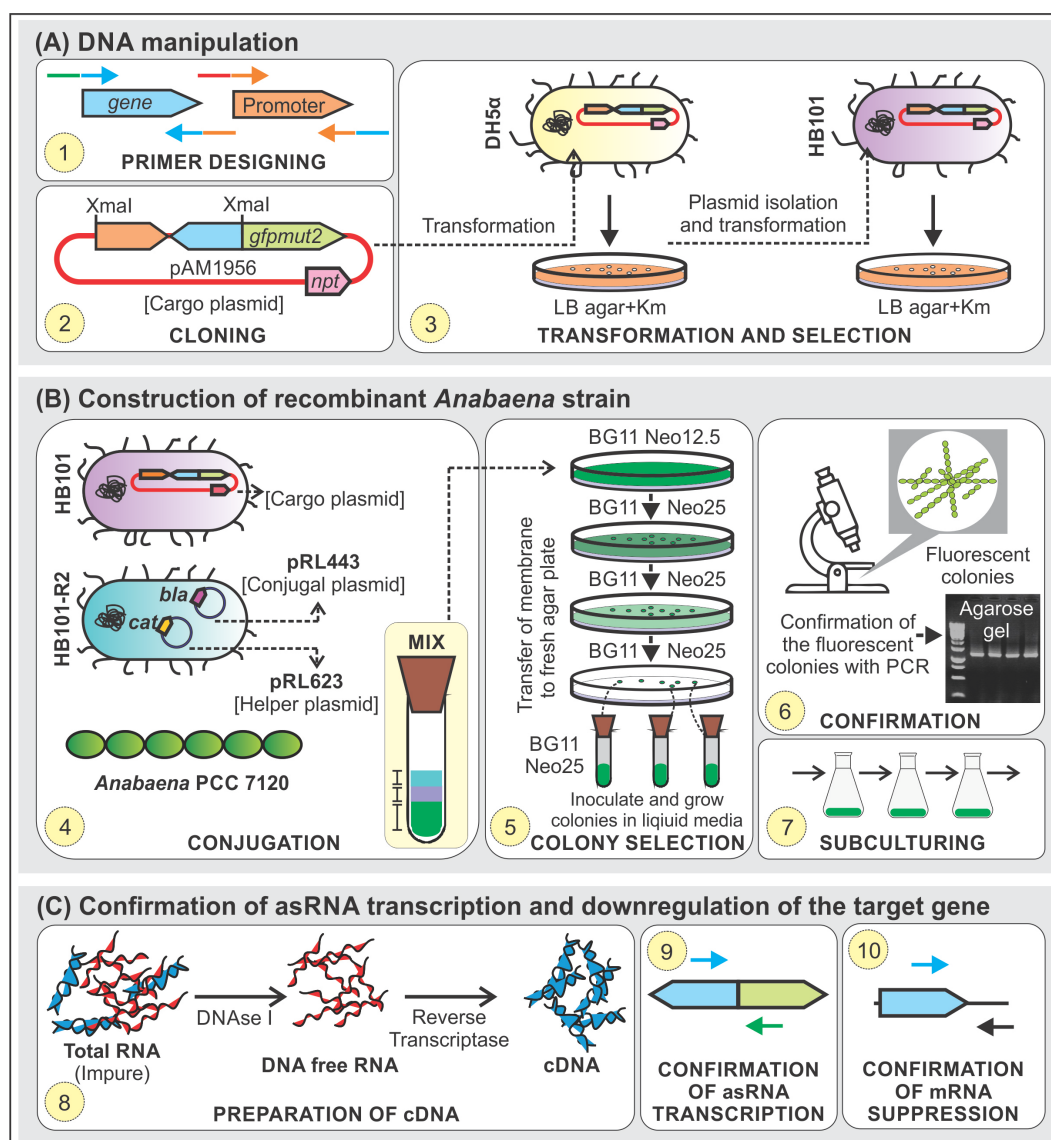 (A) DNA manipulation
gene
Promoter
1
PRIMER DESIGNING
XmaI
XmaI
gfpmut2
pAM1956
npt
[Cargo plasmid]
2
CLONING
DH5α
HB101
Transformation
Plasmid isolation
and transformation
LB agar+Km
LB agar+Km
3
TRANSFORMATION AND SELECTION
(B) Construction of recombinant Anabaena strain
HB101
[Cargo plasmid]
HB101-R2
bla
cat
pRL443
[Conjugal plasmid]
pRL623
[Helper plasmid]
MIX
Anabaena PCC 7120
4
CONJUGATION
BG11 Neo12.5
BG11 Neo25
BG11 Neo25
BG11 Neo25
Transfer of membrane
to fresh agar plate
BG11
Neo25
Inoculate and grow
colonies in liqiuid media
5
COLONY SELECTION
Fluorescent
colonies
Confirmation of
the fluorescent
colonies with PCR
Agarose
gel
6
CONFIRMATION
7
SUBCULTURING
(C) Confirmation of asRNA transcription and downregulation of the target gene
Total RNA
(Impure)
DNAse I
DNA free RNA
Reverse
Transcriptase
cDNA
8
PREPARATION OF cDNA
9
CONFIRMATION
OF asRNA
TRANSCRIPTION
10
CONFIRMATION
OF mRNA
SUPPRESSION